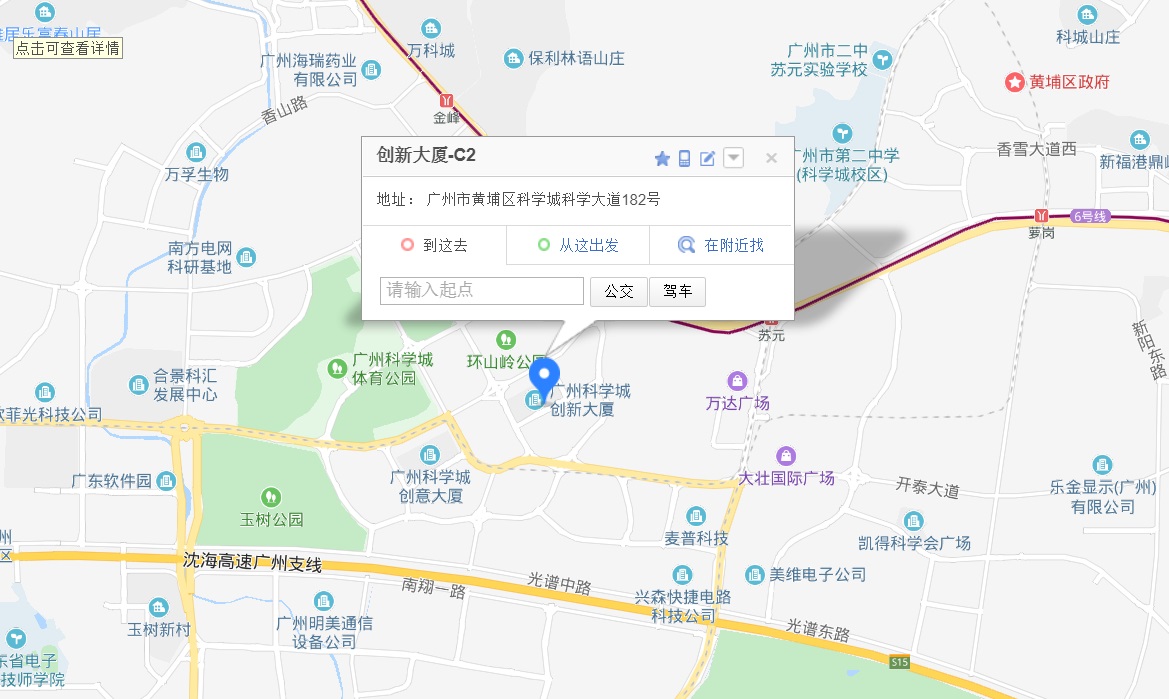 雅居乐富春山居
点击可查看详情
广州海瑞药业
有限公司
万科城
保利林语山庄
广州市二中
苏元实验学校
科城山庄
黄埔区政府
香山路
金峰
万孚生物
广州市第二中学
(科学城校区)
香雪大道西
新福港鼎峰
创新大厦-C2
地址： 广州市黄埔区科学城科学大道182号
到这去
从这出发
在附近找
请输入起点
公交
驾车
6号线
萝岗
南方电网
科研基地
苏元
新阳东路
环山岭公园
广州科学城
体育公园
合景科汇
发展中心
欧菲光科技公司
广州科学城
创新大厦
万达广场
广东软件园
广州科学城
创意大厦
大壮国际广场
开泰大道
乐金显示(广州)
有限公司
玉树公园
麦普科技
凯得科学会广场
州
区
沈海高速广州支线
南翔一路
光谱中路
兴森快捷电路
科技公司
美维电子公司
玉树新村
广州明美通信
设备公司
光谱东路
S15
东省电子
技师学院